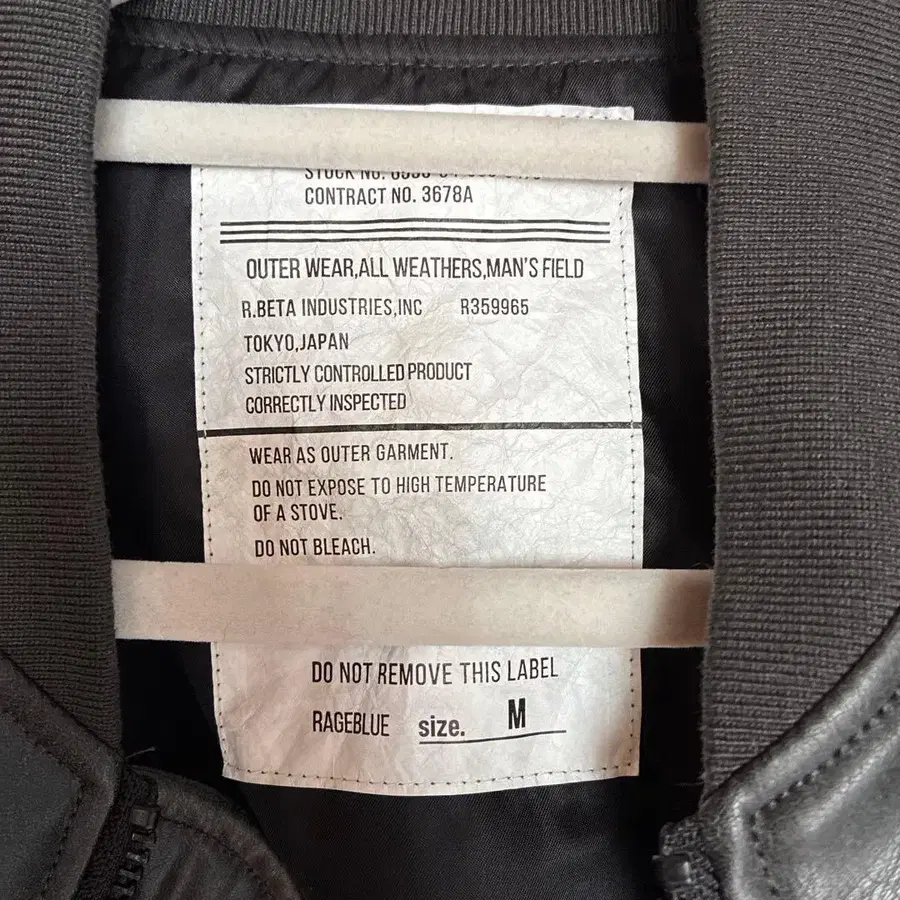 STOCK NO.
CONTRACT NO. 3678A
OUTER WEAR,ALL WEATHERS,MAN'S FIELD
R.BETA INDUSTRIES,INC R359965
TOKYO,JAPAN
STRICTLY CONTROLLED PRODUCT
CORRECTLY INSPECTED
WEAR AS OUTER GARMENT.
DO NOT EXPOSE TO HIGH TEMPERATURE
OF A STOVE.
DO NOT BLEACH.
DO NOT REMOVE THIS LABEL
RAGEBLUE size. M